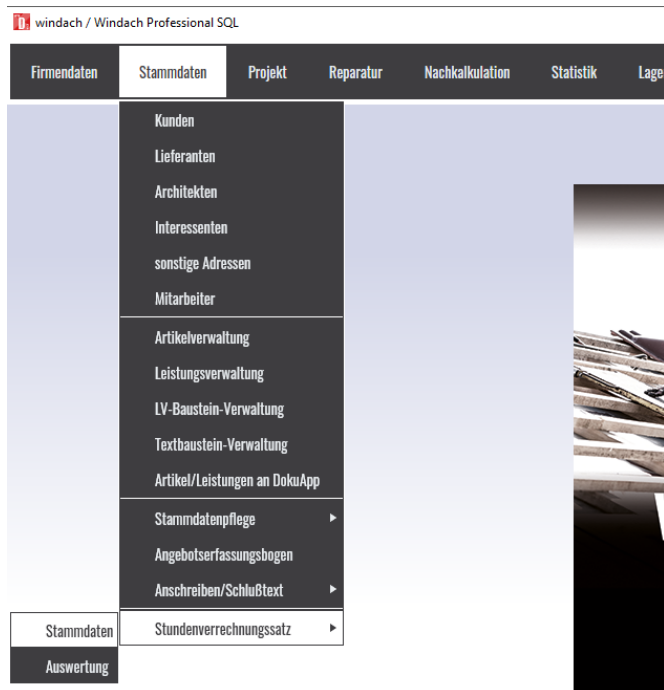 windach / Windach Professional SQL
Firmendaten Stammdaten Projekt Reparatur Nachkalkulation Statistik Lage
Kunden
Lieferanten
Architekten
Interessenten
sonstige Adressen
Mitarbeiter
Artikelverwaltung
Leistungsverwaltung
LV-Baustein-Verwaltung
Textbaustein-Verwaltung
Artikel/Leistungen an DokuApp
Stammdatenpflege
Angebotserfassungsbogen
Anschreiben/Schlußtext
Stundenverrechnungssatz
Stammdaten
Auswertung